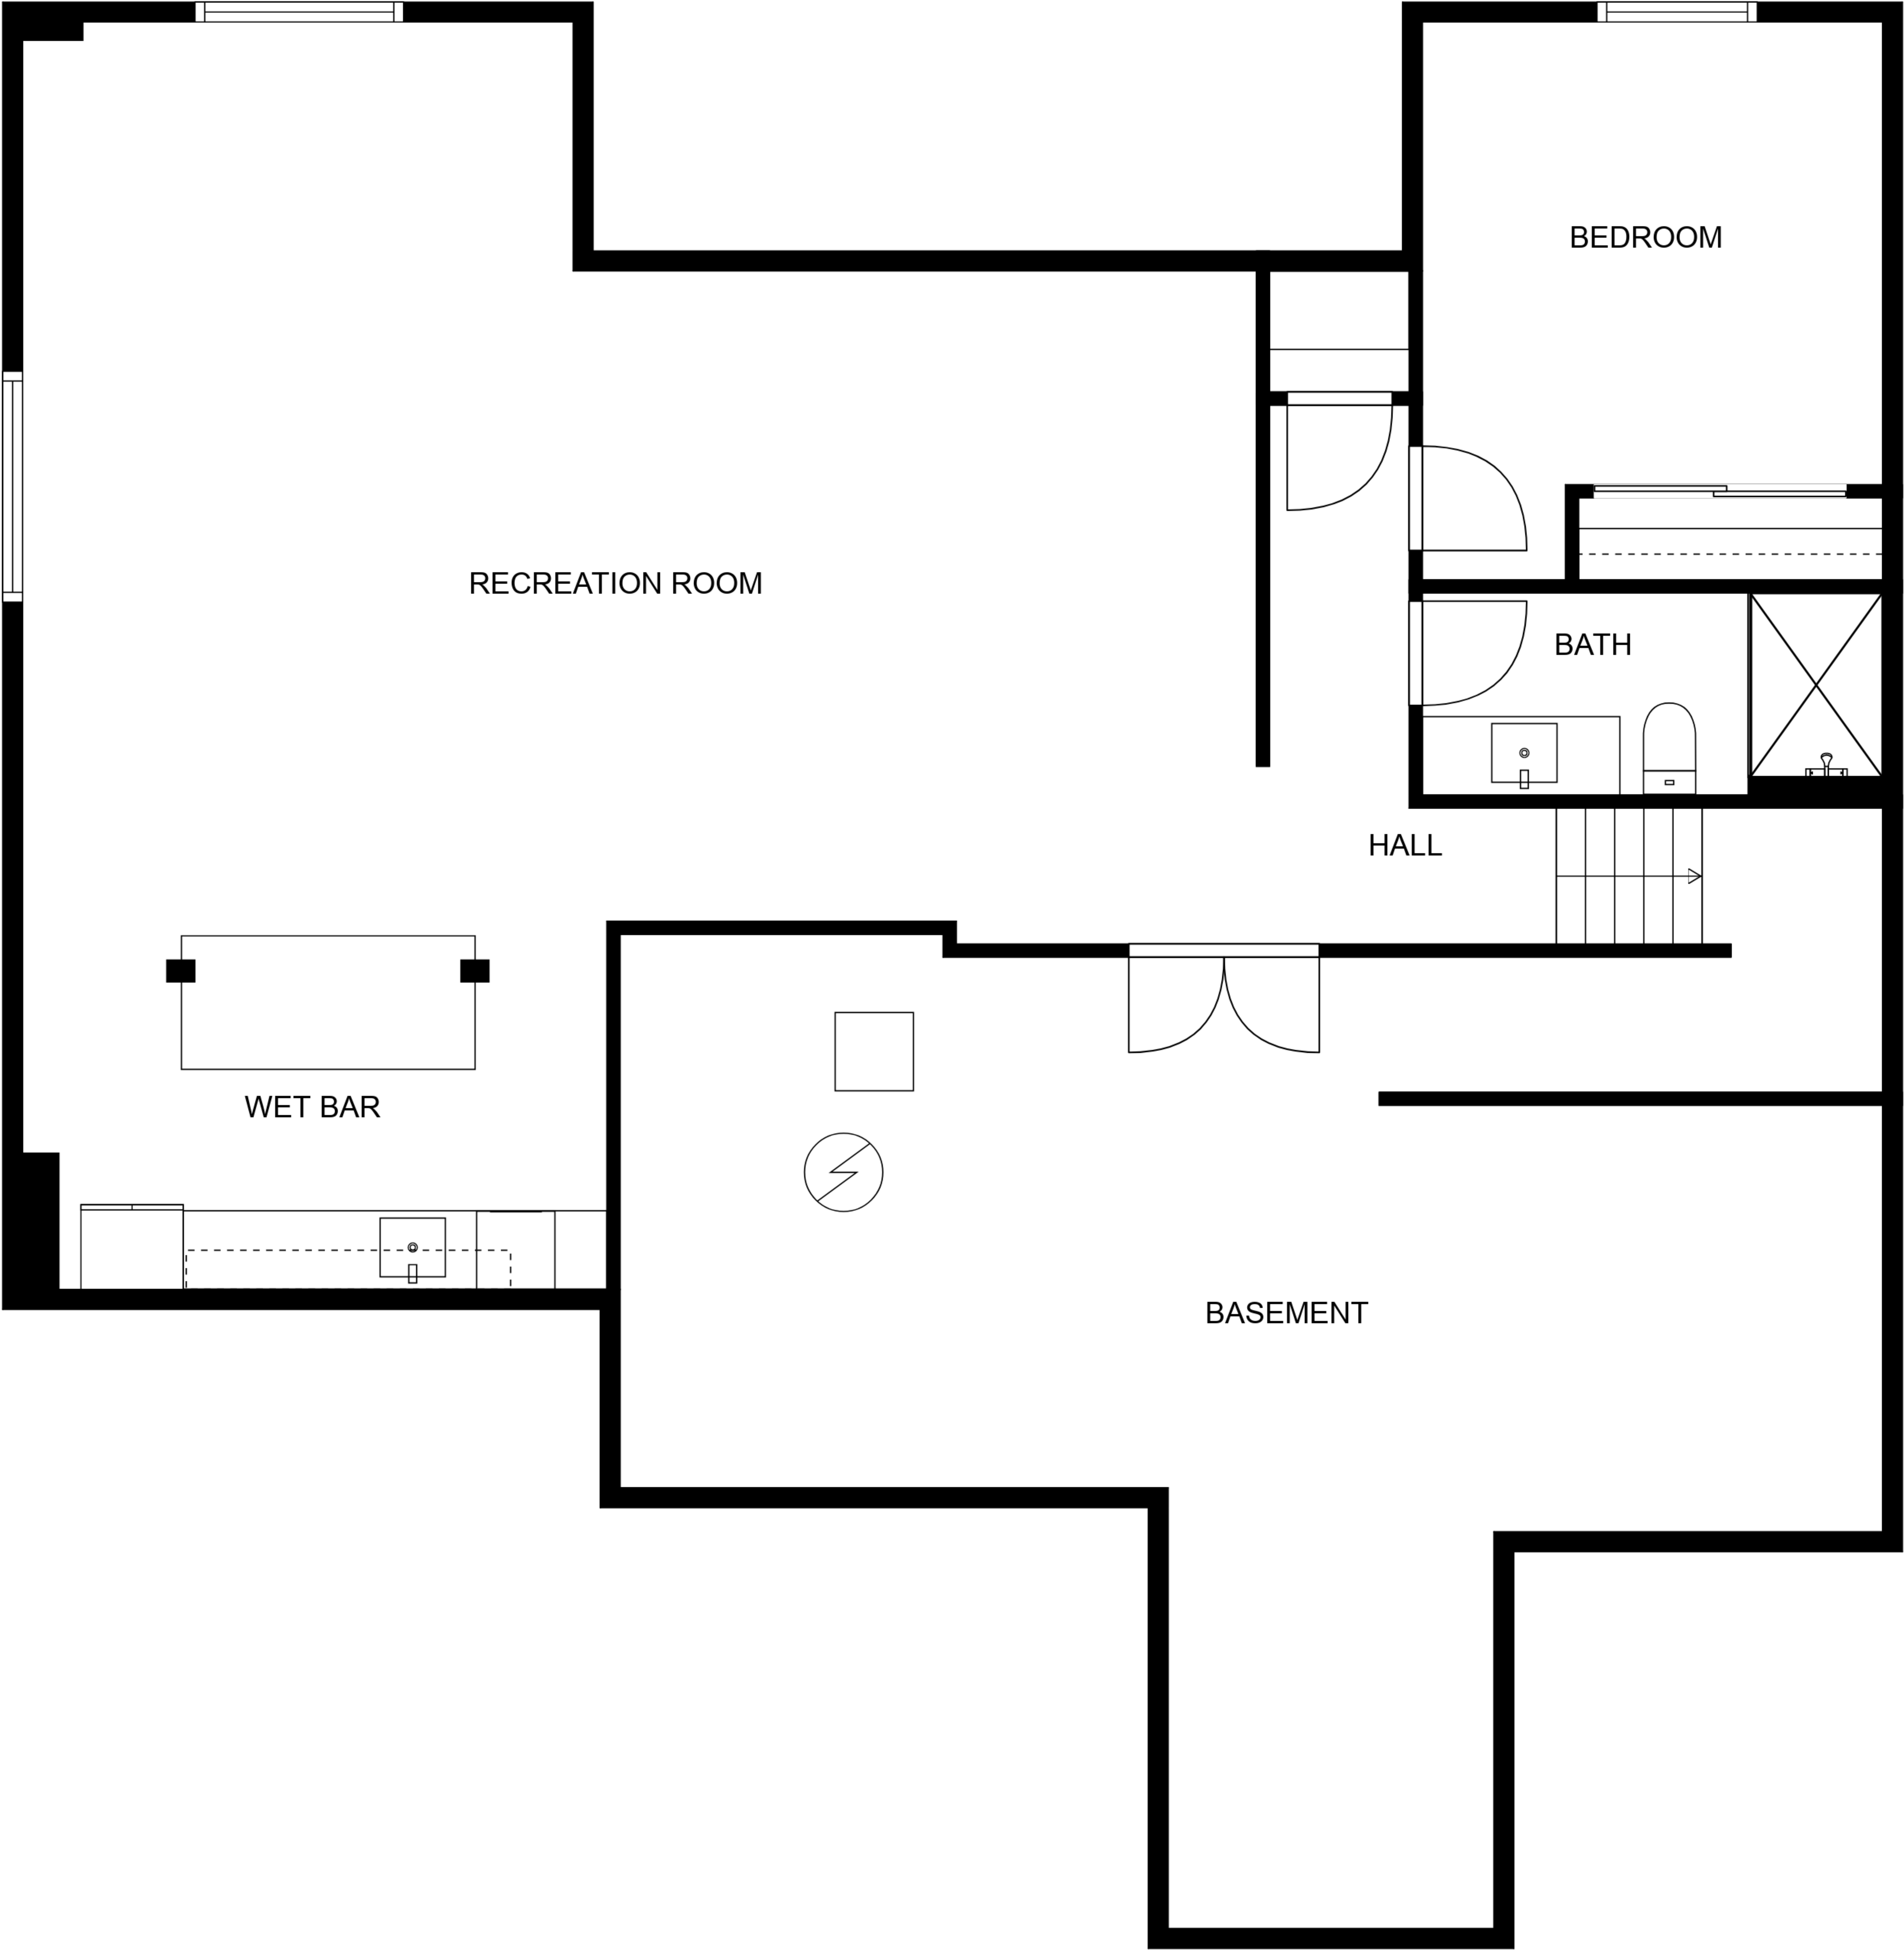 BEDROOM
RECREATION ROOM
BATH
HALL
WET BAR
BASEMENT